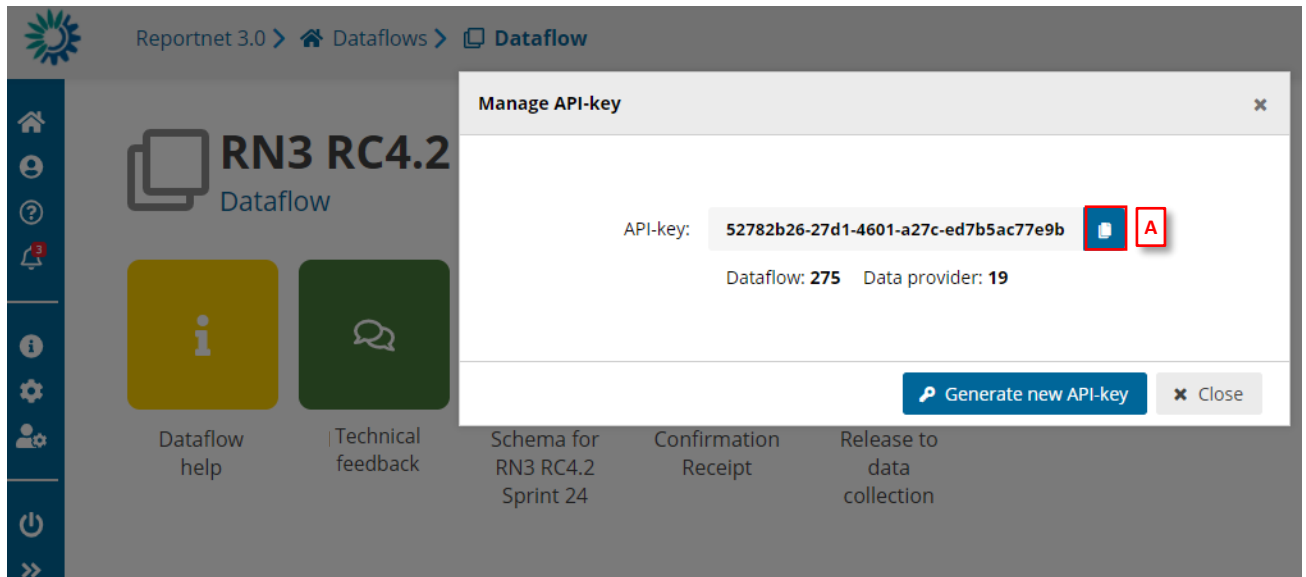 Reportnet 3.0 Dataflows Dataflow
Manage API-key
RN3 RC4.2
Dataflow
API-key: 52782b26-27d1-4601-a27c-ed7b5ac77e9b A
Dataflow: 275 Data provider: 19
3
Generate new API-key Close
Dataflow
help
Technical
feedback
Schema for
RN3 RC4.2
Sprint 24
Confirmation
Receipt
Release to
data
collection